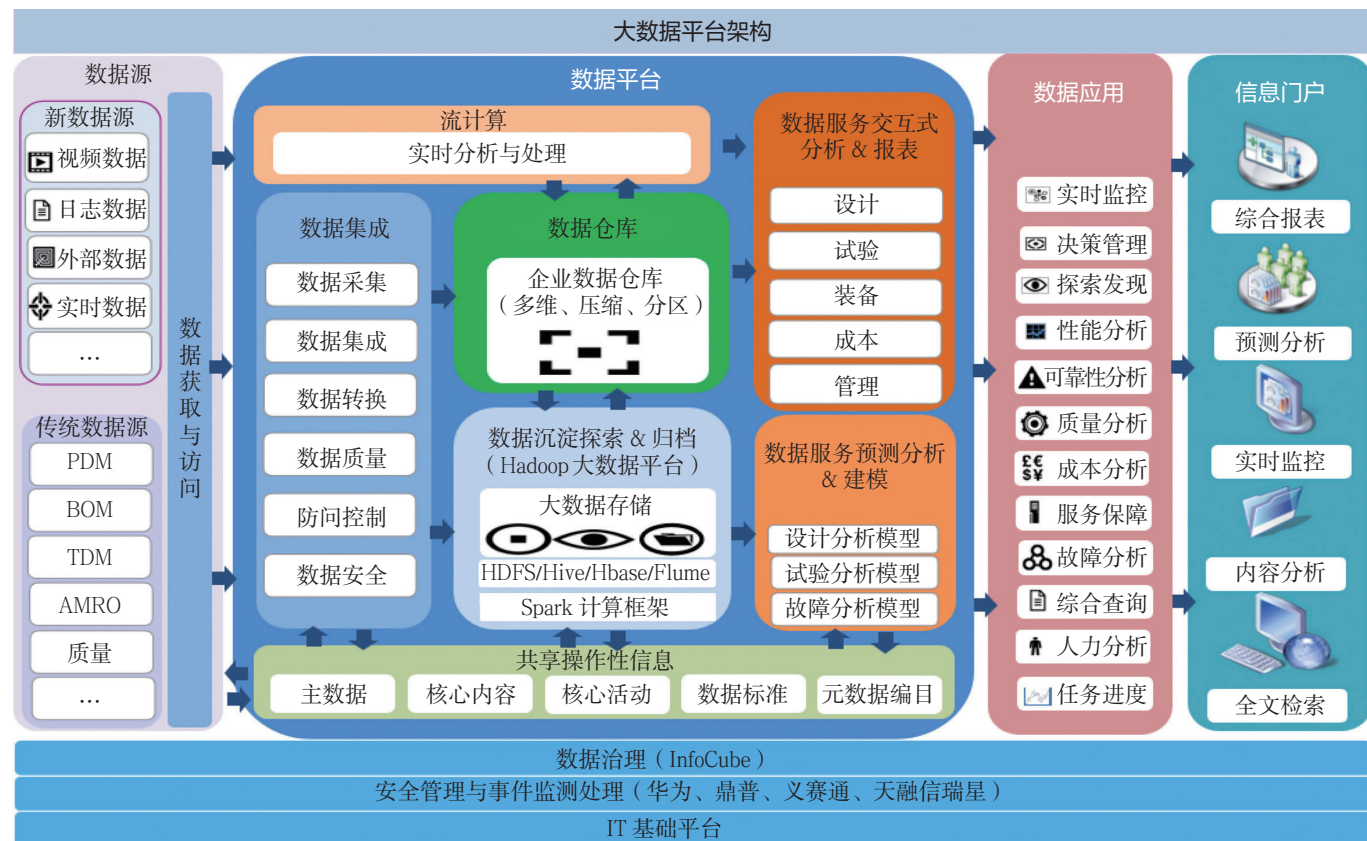 大数据平台架构
数据源
新数据源
视频数据
日志数据
外部数据
实时数据
…
传统数据源
PDM
BOM
TDM
AMRO
质量
…
数据获取与访问
数据平台
流计算
实时分析与处理
数据集成
数据采集
数据集成
数据转换
数据质量
防问控制
数据安全
数据仓库
企业数据仓库
（多维、压缩、分区）
数据沉淀探索 & 归档
（Hadoop 大数据平台）
大数据存储
HDFS/Hive/Hbase/Flume
Spark 计算框架
数据服务交互式
分析 & 报表
设计
试验
装备
成本
管理
数据服务预测分析
& 建模
设计分析模型
试验分析模型
故障分析模型
共享操作性信息
主数据
核心内容
核心活动
数据标准
元数据编目
数据应用
实时监控
决策管理
探索发现
性能分析
可靠性分析
质量分析
£€
$¥
成本分析
服务保障
故障分析
综合查询
人力分析
任务进度
信息门户
综合报表
预测分析
实时监控
内容分析
全文检索
数据治理（InfoCube）
安全管理与事件监测处理（华为、鼎普、义赛通、天融信瑞星）
IT 基础平台